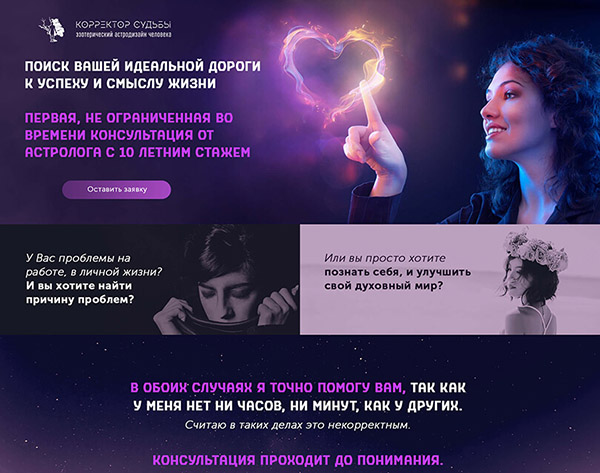 КОРРЕКТОР СУДЬБЫ
эзотерический астродизайн человека
ПОИСК ВАШЕЙ ИДЕАЛЬНОЙ ДОРОГИ
К УСПЕХУ И СМЫСЛУ ЖИЗНИ
ПЕРВАЯ, НЕ ОГРАНИЧЕННАЯ ВО
ВРЕМЕНИ КОНСУЛЬТАЦИЯ ОТ
АСТРОЛОГА С 10 ЛЕТНИМ СТАЖЕМ
Оставить заявку
У Вас проблемы на
работе, в личной жизни?
И вы хотите найти
причину проблем?
Или вы просто хотите
познать себя, и улучшить
свой духовный мир?
В ОБОИХ СЛУЧАЯХ Я ТОЧНО ПОМОГУ ВАМ, ТАК КАК
У МЕНЯ НЕТ НИ ЧАСОВ, НИ МИНУТ, КАК У ДРУГИХ.
Считаю в таких делах это некорректным.
КОНСУЛЬТАЦИЯ ПРОХОДИТ ДО ПОНИМАНИЯ.